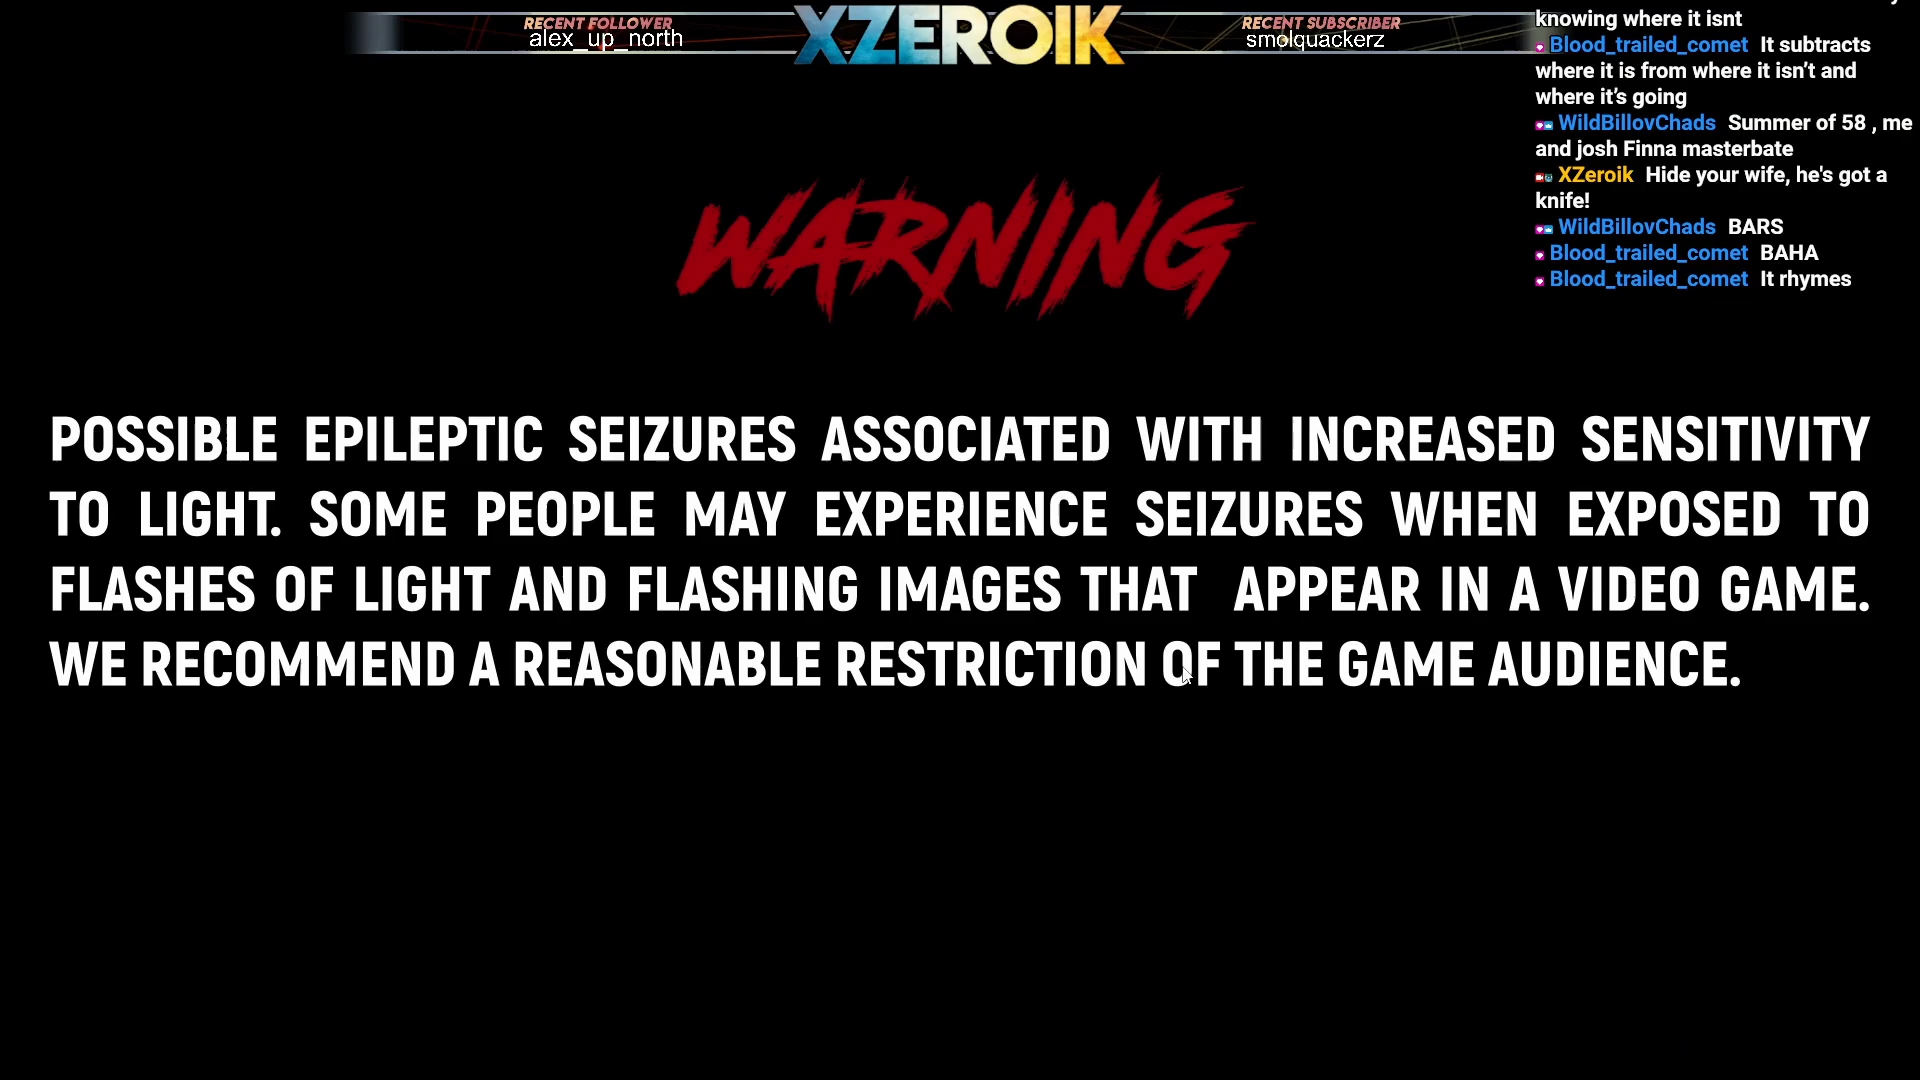 RECENT FOLLOWER
alex_up_north
XZEROIK
RECENT SUBSCRIBER
smolquackerz
knowing where it isnt
Blood_trailed_comet It subtracts
where it is from where it isn’t and
where it’s going
WildBillovChads Summer of 58 , me
and josh Finna masterbate
XZeroik Hide your wife, he's got a
knife!
WildBillovChads BARS
Blood_trailed_comet BAHA
Blood_trailed_comet It rhymes
WARNING
POSSIBLE EPILEPTIC SEIZURES ASSOCIATED WITH INCREASED SENSITIVITY
TO LIGHT. SOME PEOPLE MAY EXPERIENCE SEIZURES WHEN EXPOSED TO
FLASHES OF LIGHT AND FLASHING IMAGES THAT APPEAR IN A VIDEO GAME.
WE RECOMMEND A REASONABLE RESTRICTION OF THE GAME AUDIENCE.